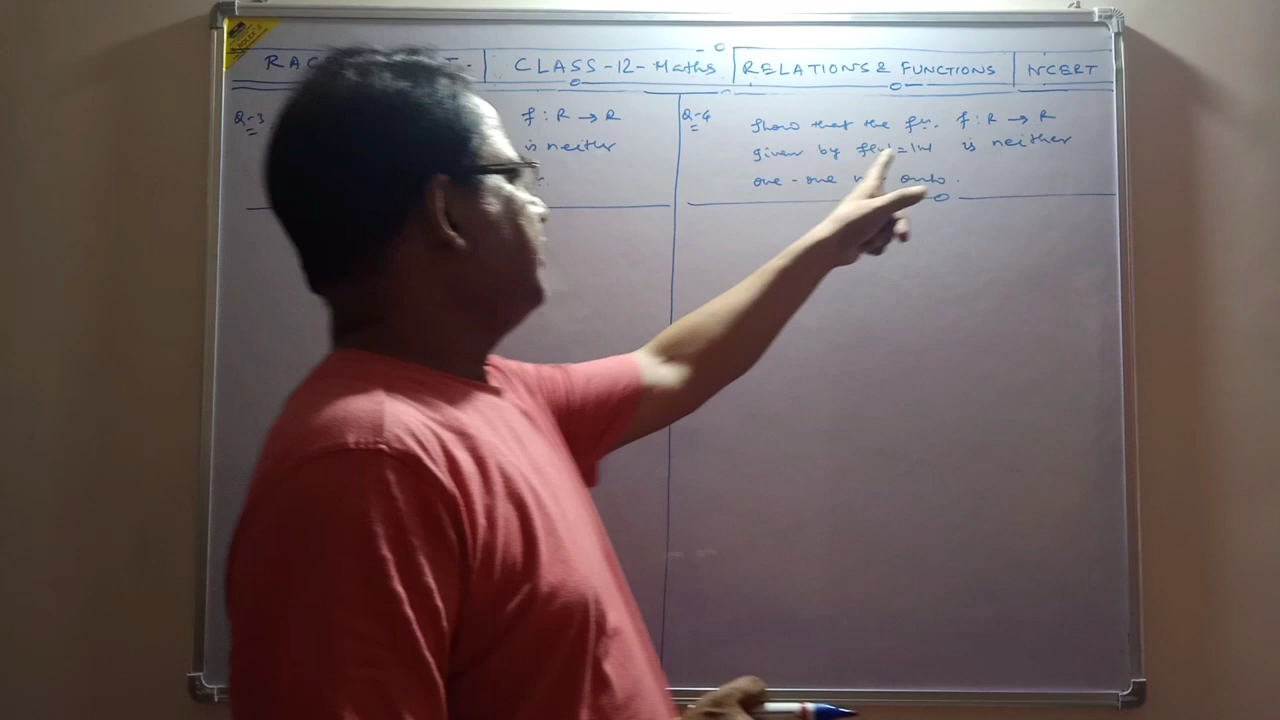 CLASS-12-Maths
RELATIONS & FUNCTIONS
NCERT
Q-3
f : R → R
is neither
Q-4
Show that the fn. f : R → R
given by =|x| is neither
one-one onto.